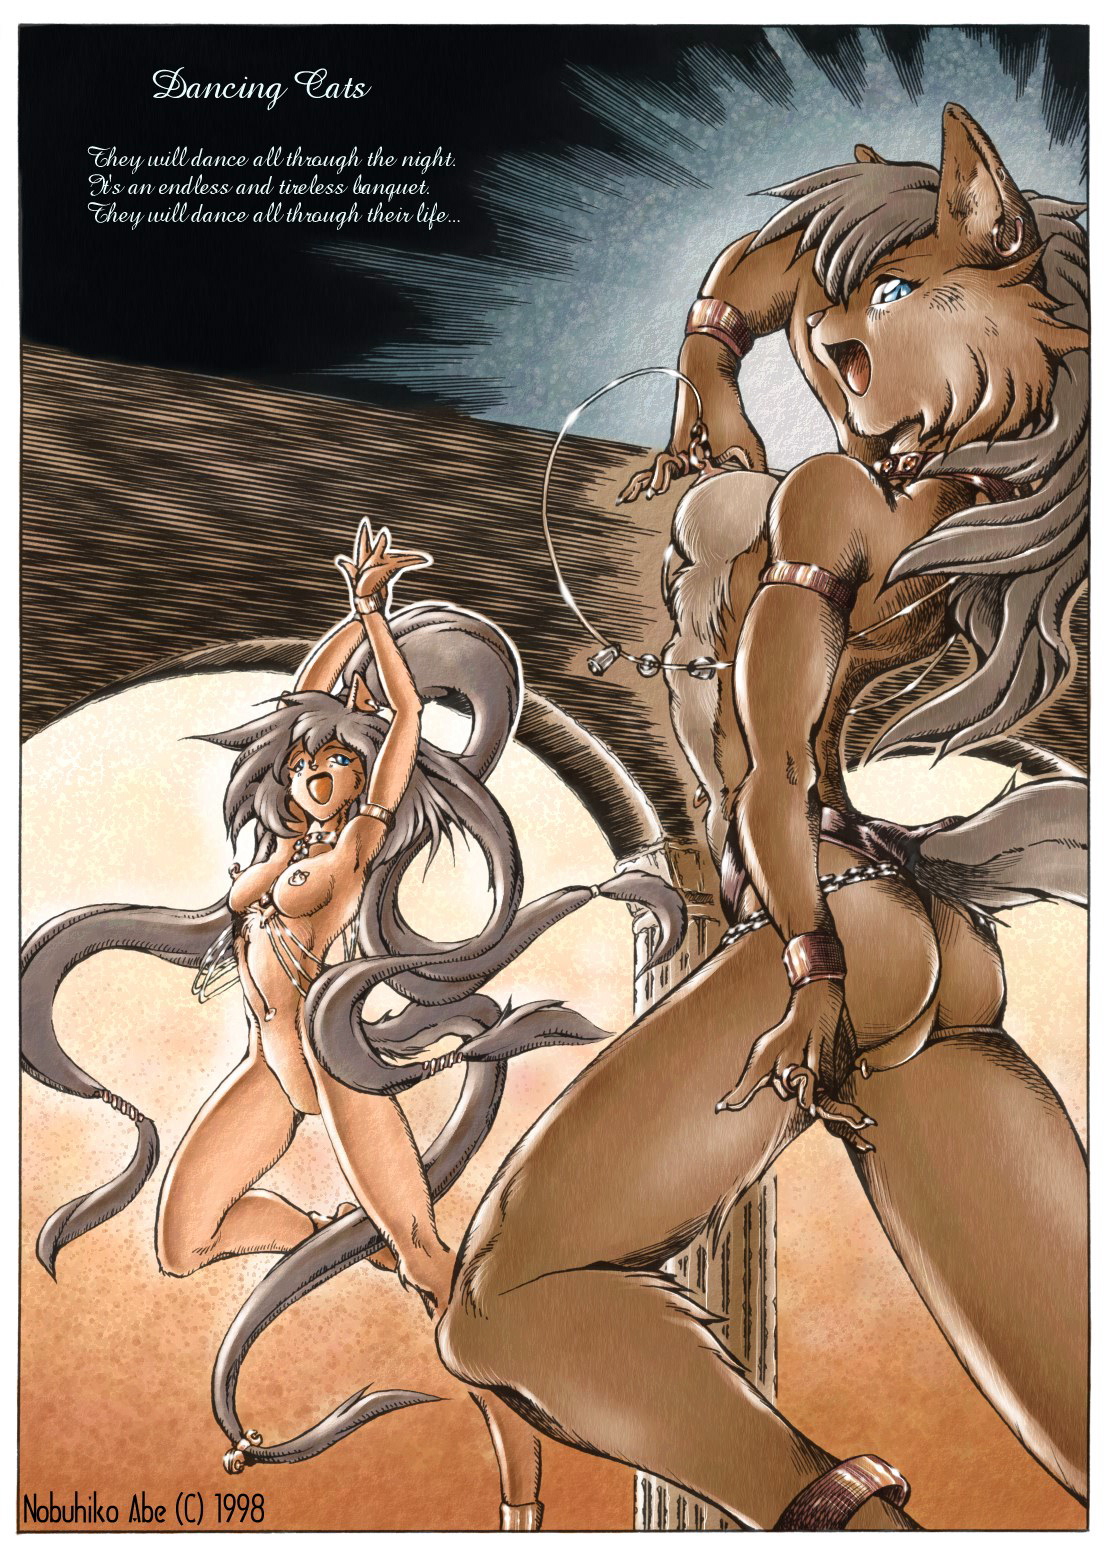 Dancing Cats
They will dance all through the night.
It's an endless and tireless banquet.
They will dance all through their life...
Nobuhiko Abe (C) 1998